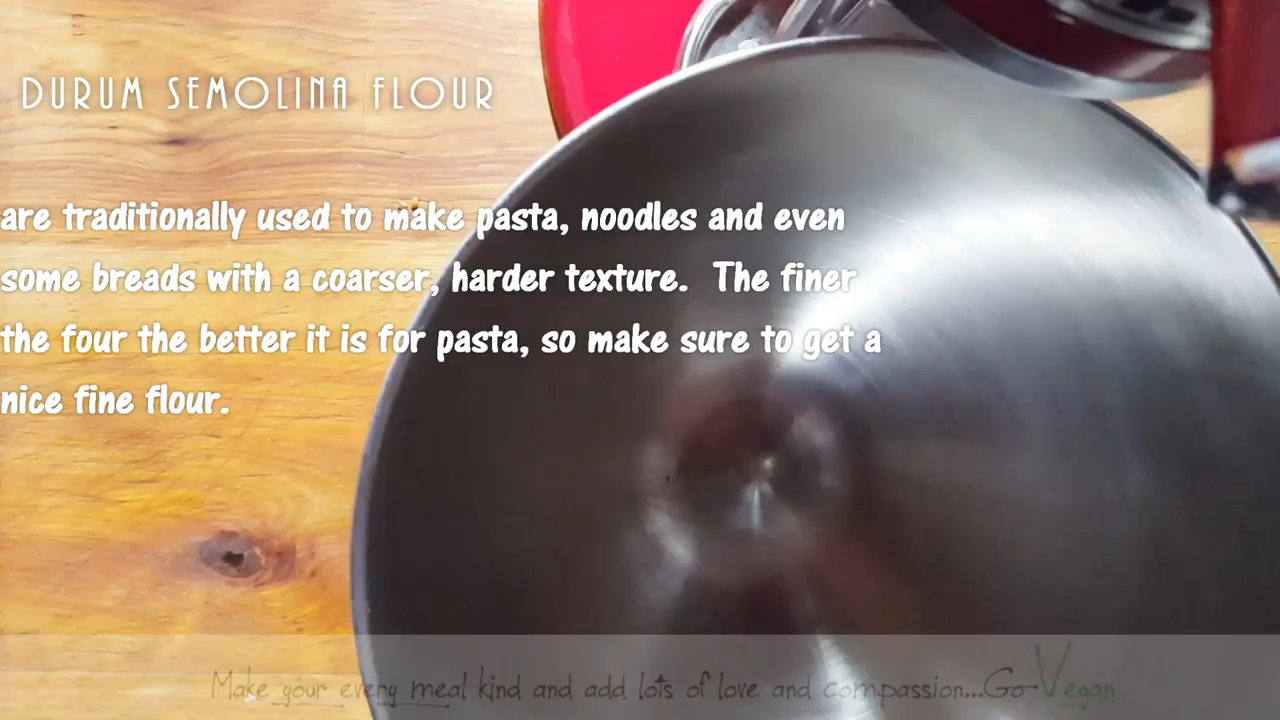 DURUM SEMOLINA FLOUR
are traditionally used to make pasta, noodles and even
some breads with a coarser, harder texture. The finer
the four the better it is for pasta, so make sure to get a
nice fine flour.
Make your every meal kind and add lots of love and compassion...Go Vegan